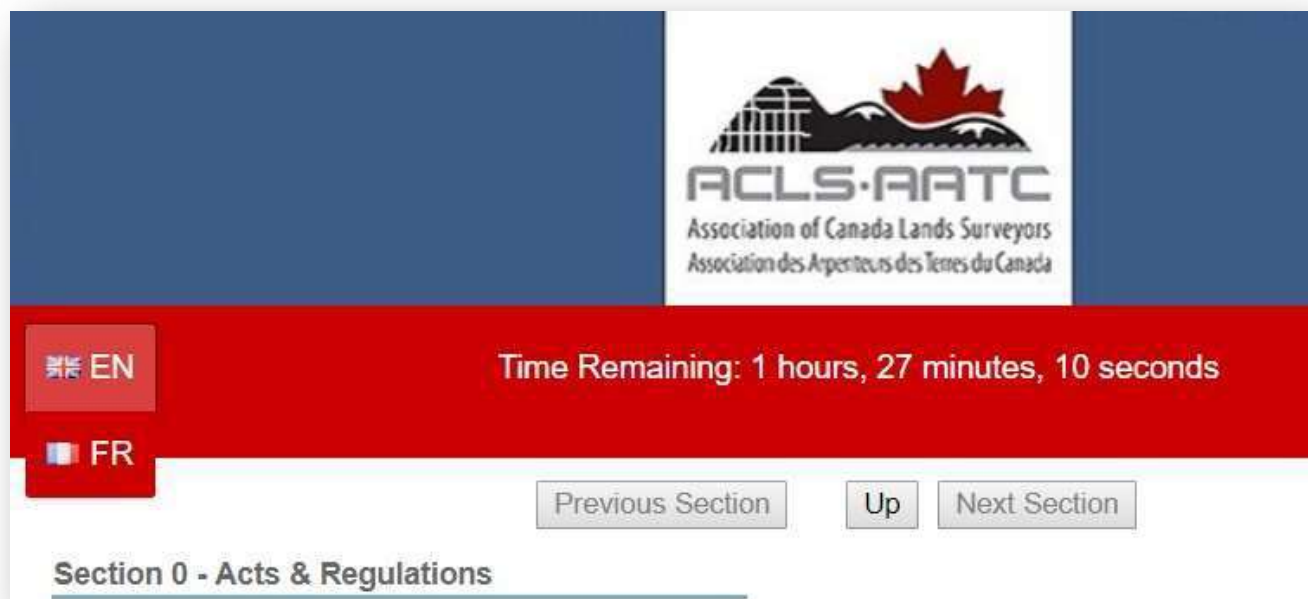 ACLS·AATC
Association of Canada Lands Surveyors
Association des Arpenteurs des Terres du Canada
EN
Time Remaining: 1 hours, 27 minutes, 10 seconds
FR
Previous Section Up Next Section
Section 0 - Acts & Regulations